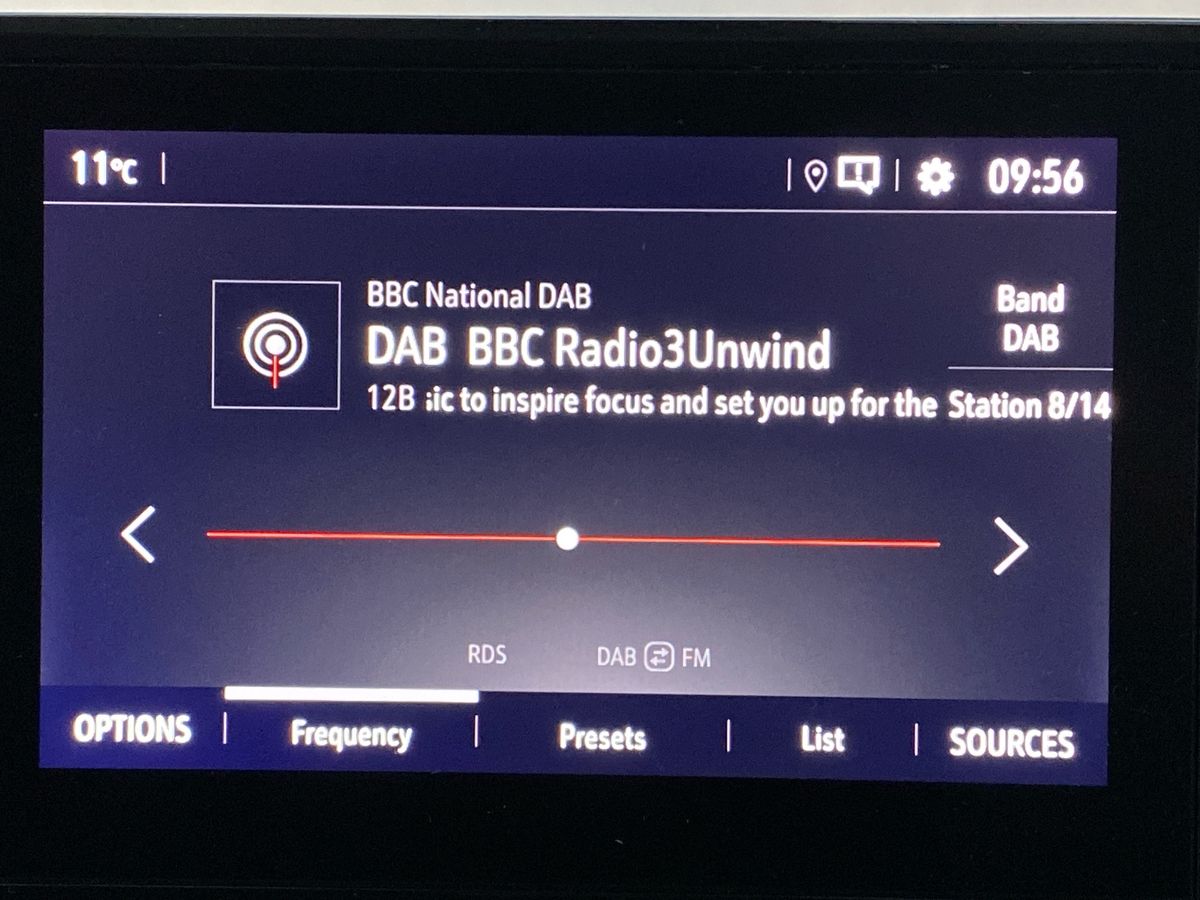 11°C
09:56
BBC National DAB
DAB BBC Radio3Unwind
Band
DAB
12B ic to inspire focus and set you up for the Station 8/14
RDS
DAB FM
OPTIONS
Frequency
Presets
List
SOURCES